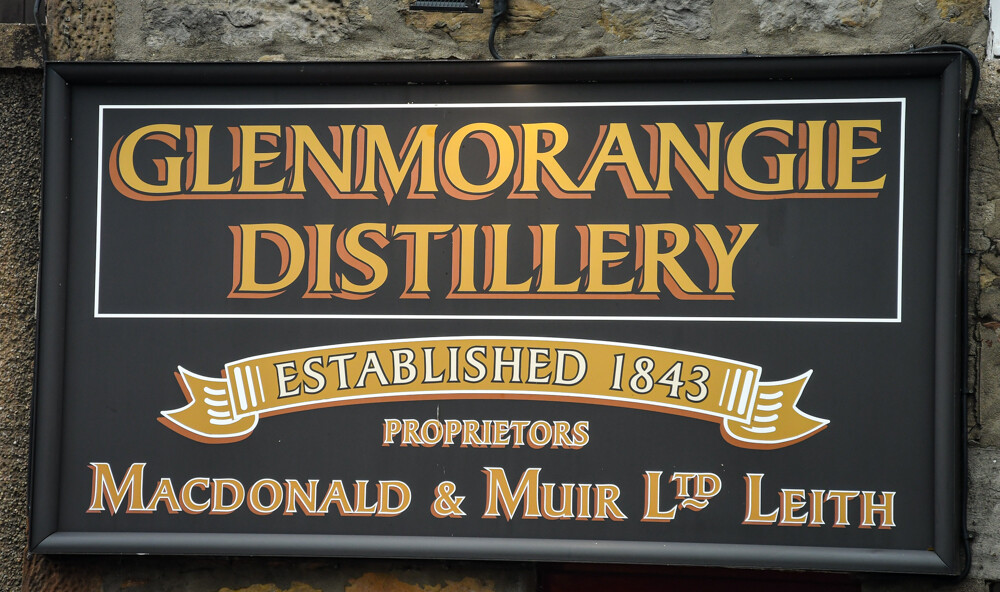 GLENMORANGIE
DISTILLERY
ESTABLISHED 1843
PROPRIETORS
MACDONALD & MUIR LTD LEITH